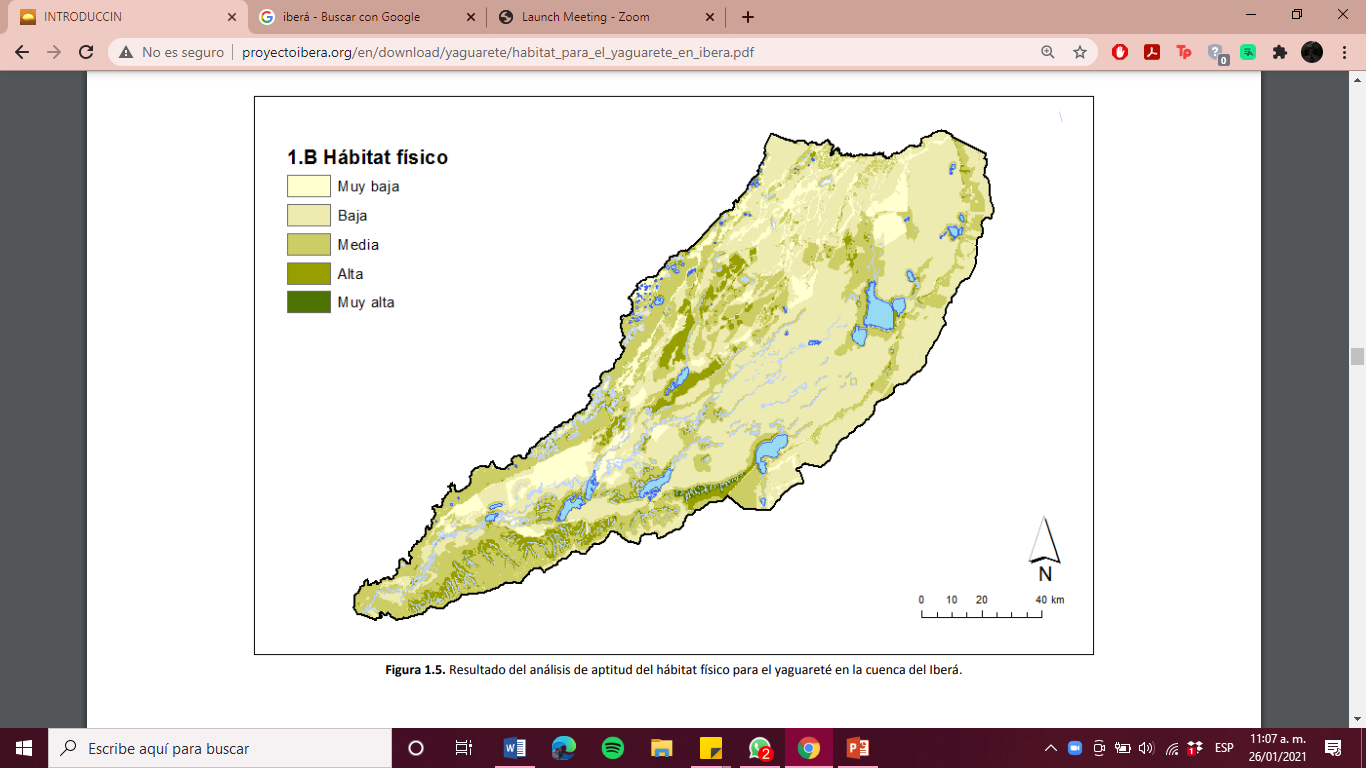 INTRODUCCIN
iberá - Buscar con Google
Launch Meeting - Zoom
No es seguro
proyectoibera.org/en/download/yaguarete/habitat_para_el_yaguarete_en_ibera.pdf
0
1.B Hábitat físico
Muy baja
Baja
Media
Alta
Muy alta
N
0 10 20 40 km
Figura 1.5. Resultado del análisis de aptitud del hábitat físico para el yaguareté en la cuenca del Iberá.
Escribe aquí para buscar
2
ESP
11:07 a. m.
26/01/2021